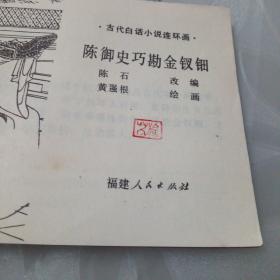 ·古代白话小说连环画·
陈御史巧勘金钗钿
陈石 改编
黄强根 绘画
福建人民出版社